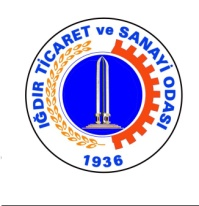 IĞDIR TİCARET ve SANAYİ ODASI
1936